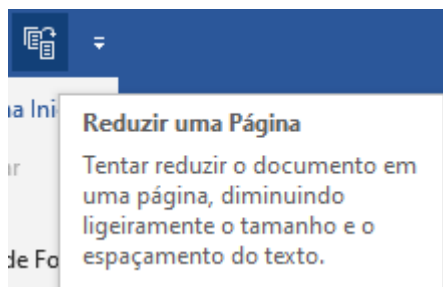 Reduzir uma Página
Tentar reduzir o documento em
uma página, diminuindo
ligeiramente o tamanho e o
espaçamento do texto.